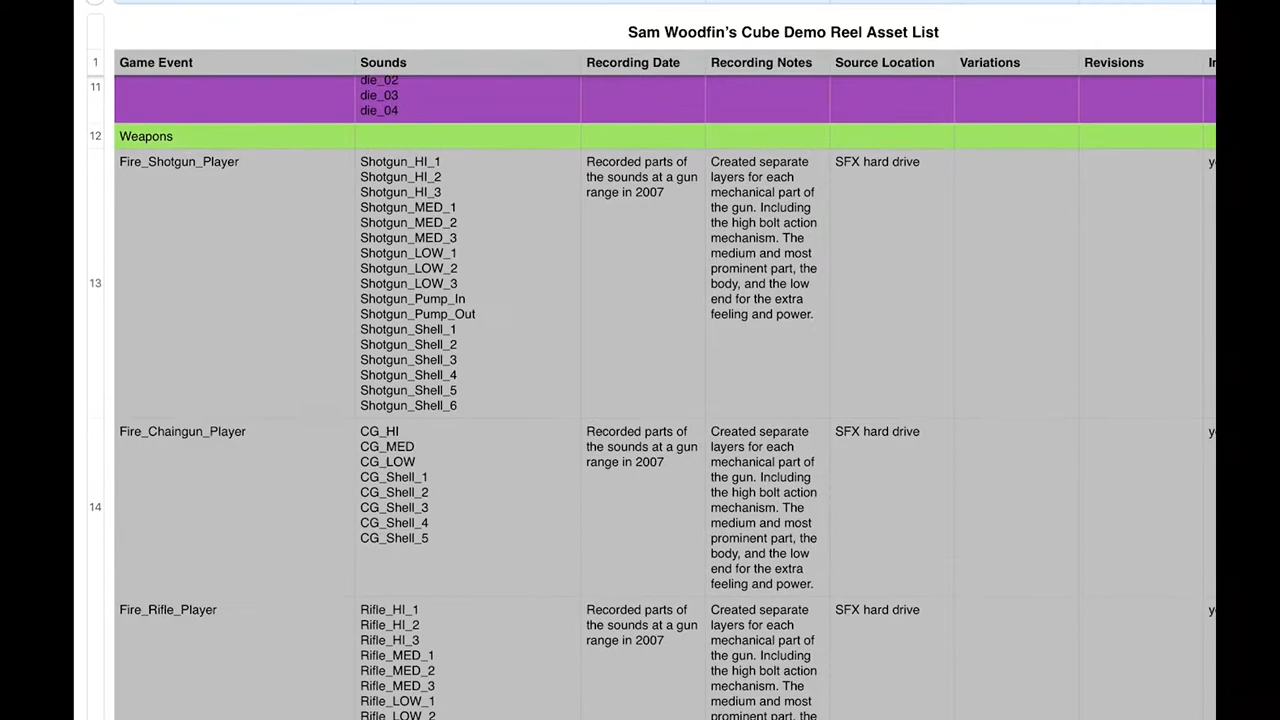 Sam Woodfin's Cube Demo Reel Asset List
1 Game Event Sounds Recording Date Recording Notes Source Location Variations Revisions
11
die_02
die_03
die_04
12 Weapons
13
Fire_Shotgun_Player
Shotgun_HI_1
Shotgun_HI_2
Shotgun_HI_3
Shotgun_MED_1
Shotgun_MED_2
Shotgun_MED_3
Shotgun_LOW_1
Shotgun_LOW_2
Shotgun_LOW_3
Shotgun_Pump_In
Shotgun_Pump_Out
Shotgun_Shell_1
Shotgun_Shell_2
Shotgun_Shell_3
Shotgun_Shell_4
Shotgun_Shell_5
Shotgun_Shell_6
Recorded parts of
the sounds at a gun
range in 2007
Created separate
layers for each
mechanical part of
the gun. Including
the high bolt action
mechanism. The
medium and most
prominent part, the
body, and the low
end for the extra
feeling and power.
SFX hard drive
14
Fire_Chaingun_Player
CG_HI
CG_MED
CG_LOW
CG_Shell_1
CG_Shell_2
CG_Shell_3
CG_Shell_4
CG_Shell_5
Recorded parts of
the sounds at a gun
range in 2007
Created separate
layers for each
mechanical part of
the gun. Including
the high bolt action
mechanism. The
medium and most
prominent part, the
body, and the low
end for the extra
feeling and power.
SFX hard drive
Fire_Rifle_Player
Rifle_HI_1
Rifle_HI_2
Rifle_HI_3
Rifle_MED_1
Rifle_MED_2
Rifle_MED_3
Rifle_LOW_1
Rifle_LOW_2
Recorded parts of
the sounds at a gun
range in 2007
Created separate
layers for each
mechanical part of
the gun. Including
the high bolt action
mechanism. The
medium and most
prominent part, the
SFX hard drive